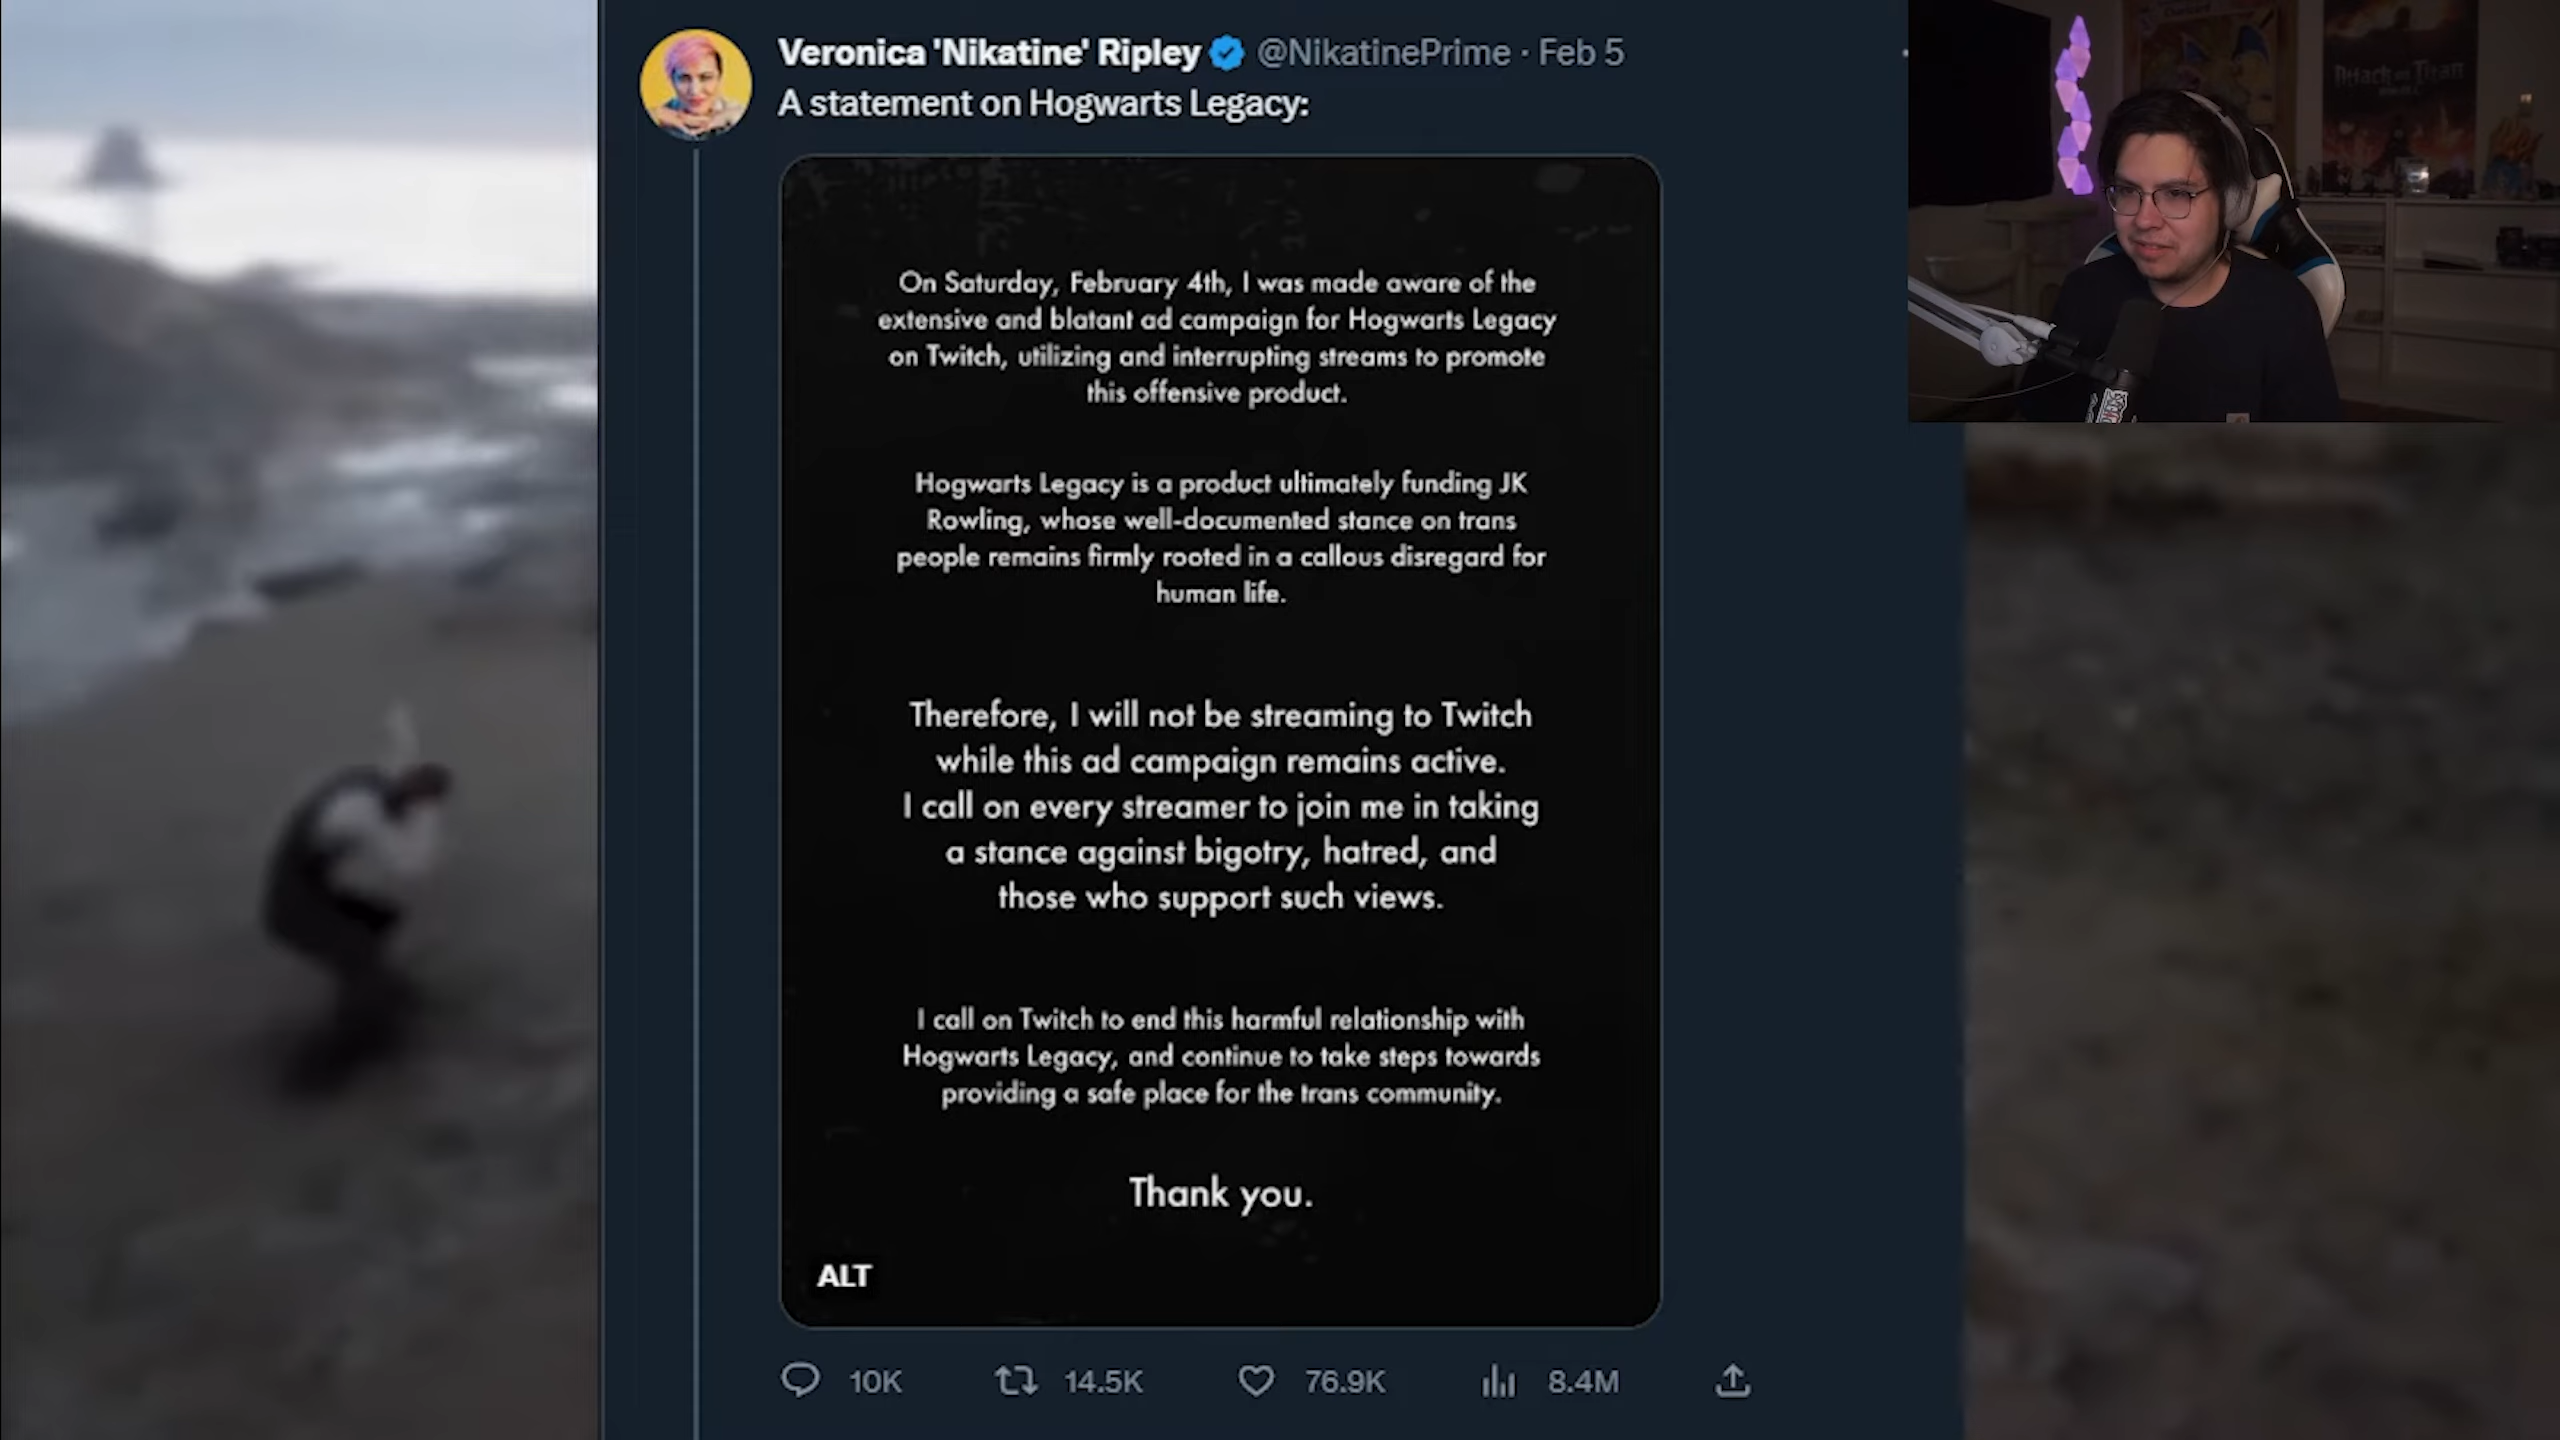 Veronica 'Nikatine' Ripley @NikatinePrime · Feb 5
A statement on Hogwarts Legacy:
On Saturday, February 4th, I was made aware of the
extensive and blatant ad campaign for Hogwarts Legacy
on Twitch, utilizing and interrupting streams to promote
this offensive product.
Hogwarts Legacy is a product ultimately funding JK
Rowling, whose well-documented stance on trans
people remains firmly rooted in a callous disregard for
human life.
Therefore, I will not be streaming to Twitch
while this ad campaign remains active.
I call on every streamer to join me in taking
a stance against bigotry, hatred, and
those who support such views.
I call on Twitch to end this harmful relationship with
Hogwarts Legacy, and continue to take steps towards
providing a safe place for the trans community.
Thank you.
ALT
10K 14.5K 76.9K 8.4M
Attack on Titan